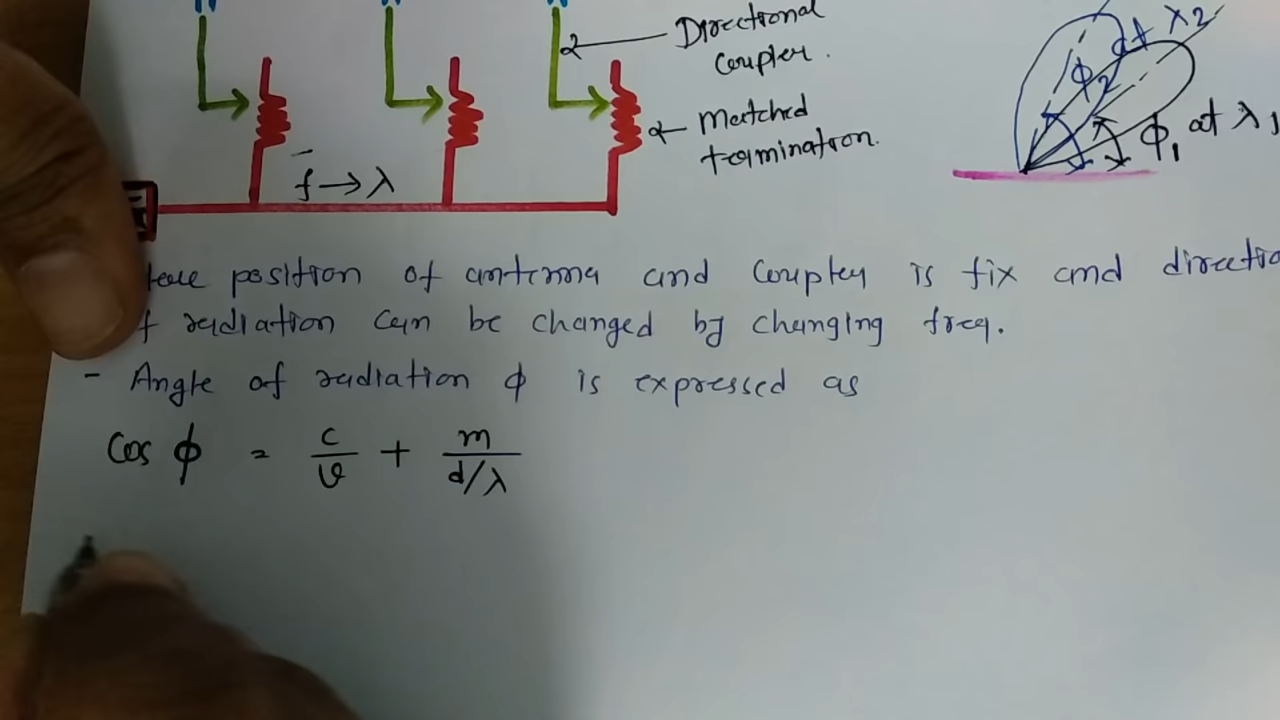 Directional
Coupler.
Matched
termination.
f → λ
at λ2
ϕ2
ϕ1 at λ1
position of antenna and Coupler is fix and directio
radiation can be changed by changing freq.
- Angle of radiation ϕ is expressed as
Cos ϕ = c/v + m/d/λ